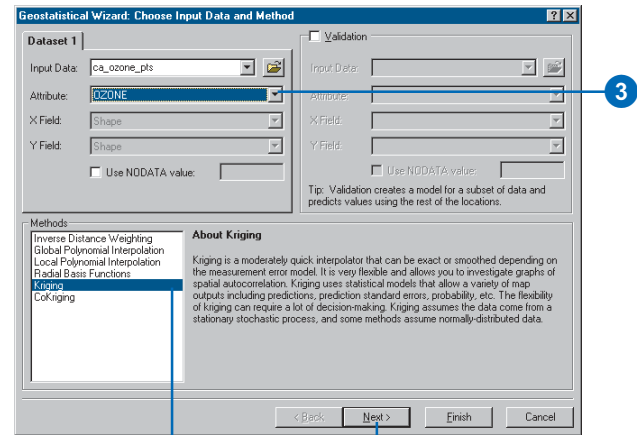 Geostatistical Wizard: Choose Input Data and Method
Dataset 1
Input Data: ca_ozone_pts
Attribute: OZONE
X Field: Shape
Y Field: Shape
Use NODATA value:
Validation
Input Data:
Attribute:
X Field:
Y Field:
Use NODATA value:
Tip: Validation creates a model for a subset of data and
predicts values using the rest of the locations.
3
Methods
Inverse Distance Weighting
Global Polynomial Interpolation
Local Polynomial Interpolation
Radial Basis Functions
Kriging
CoKriging
About Kriging
Kriging is a moderately quick interpolator that can be exact or smoothed depending on
the measurement error model. It is very flexible and allows you to investigate graphs of
spatial autocorrelation. Kriging uses statistical models that allow a variety of map
outputs including predictions, prediction standard errors, probability, etc. The flexibility
of kriging can require a lot of decision-making. Kriging assumes the data come from a
stationary stochastic process, and some methods assume normally-distributed data.
< Back
Next >
Finish
Cancel